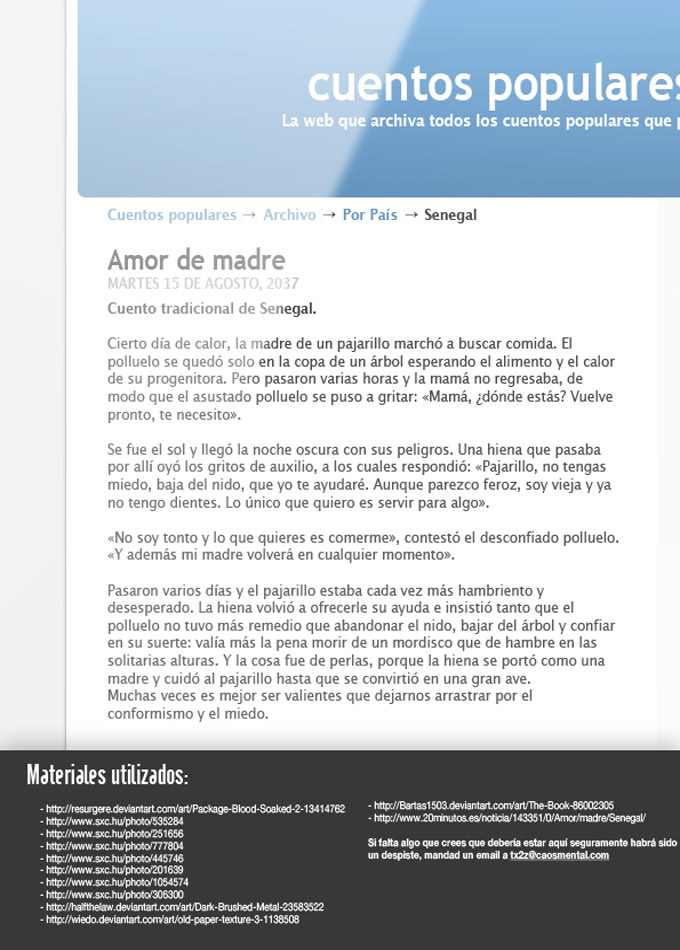 cuentos populares
La web que archiva todos los cuentos populares que
Cuentos populares → Archivo → Por País → Senegal
Amor de madre
MARTES 15 DE AGOSTO, 2037
Cuento tradicional de Senegal.
Cierto día de calor, la madre de un pajarillo marchó a buscar comida. El
polluelo se quedó solo en la copa de un árbol esperando el alimento y el calor
de su progenitora. Pero pasaron varias horas y la mamá no regresaba, de
modo que el asustado polluelo se puso a gritar: «Mamá, ¿dónde estás? Vuelve
pronto, te necesito».
Se fue el sol y llegó la noche oscura con sus peligros. Una hiena que pasaba
por allí oyó los gritos de auxilio, a los cuales respondió: «Pajarillo, no tengas
miedo, baja del nido, que yo te ayudaré. Aunque parezco feroz, soy vieja y ya
no tengo dientes. Lo único que quiero es servir para algo».
«No soy tonto y lo que quieres es comerme», contestó el desconfiado polluelo.
«Y además mi madre volverá en cualquier momento».
Pasaron varios días y el pajarillo estaba cada vez más hambriento y
desesperado. La hiena volvió a ofrecerle su ayuda e insistió tanto que el
polluelo no tuvo más remedio que abandonar el nido, bajar del árbol y confiar
en su suerte: valía más la pena morir de un mordisco que de hambre en las
solitarias alturas. Y la cosa fue de perlas, porque la hiena se portó como una
madre y cuidó al pajarillo hasta que se convirtió en una gran ave.
Muchas veces es mejor ser valientes que dejarnos arrastrar por el
conformismo y el miedo.
Materiales utilizados:
- http://resurgere.deviantart.com/art/Package-Blood-Soaked-2-13414762
- http://www.sxc.hu/photo/535284
- http://www.sxc.hu/photo/251656
- http://www.sxc.hu/photo/777804
- http://www.sxc.hu/photo/445746
- http://www.sxc.hu/photo/201639
- http://www.sxc.hu/photo/1054574
- http://www.sxc.hu/photo/306300
- http://halfthelaw.deviantart.com/art/Dark-Brushed-Metal-23583522
- http://wiedo.deviantart.com/art/old-paper-texture-3-1138508
- http://Bartas1503.deviantart.com/art/The-Book-86002305
- http://www.20minutos.es/noticia/143351/0/Amor/madre/Senegal/
Si falta algo que crees que debería estar aquí seguramente habrá sido
un despiste, mandad un email a tx2z@caosmental.com